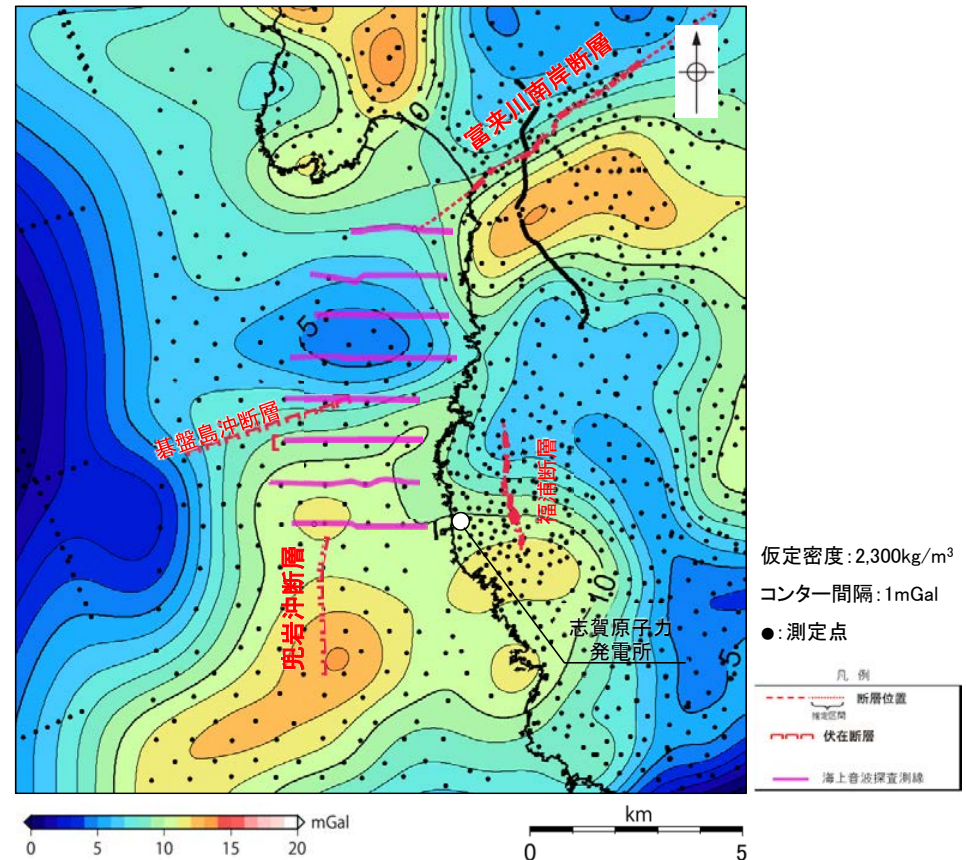 富来川南岸断層
10
5
碁盤島沖断層
福浦断層
兜岩沖断層
10
5
志賀原子力
発電所
仮定密度：2,300kg/m³
コンター間隔：1mGal
●：測定点
凡 例
断層位置
推定区間
伏在断層
海上音波探査測線
mGal
0 5 10 15 20
km
0 5